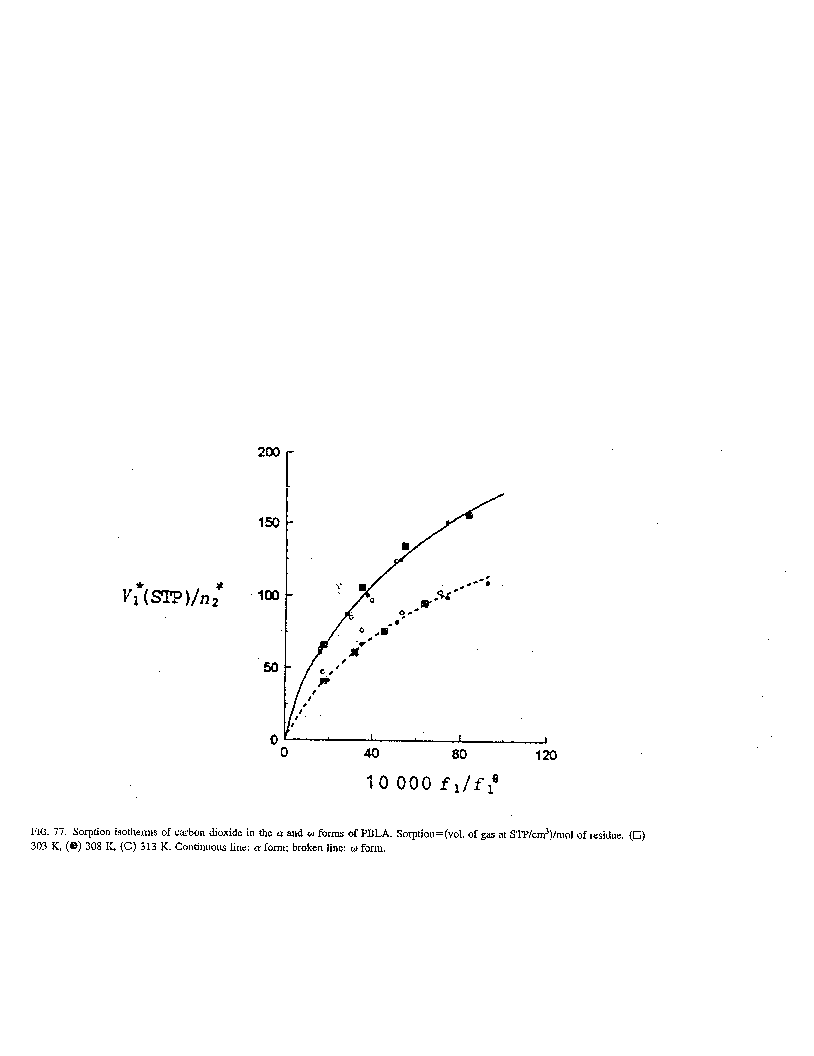 200
150
V₁*(STP)/n₂*
100
50
0
0 40 80 120
10 000 f₁/f₁θ
FIG. 77. Sorption isotherms of carbon dioxide in the α and ω forms of PBLA. Sorption=(vol. of gas at STP/cm³)/mol of residue. (□)
303 K, (●) 308 K, (○) 313 K. Continuous line: α form; broken line: ω form.